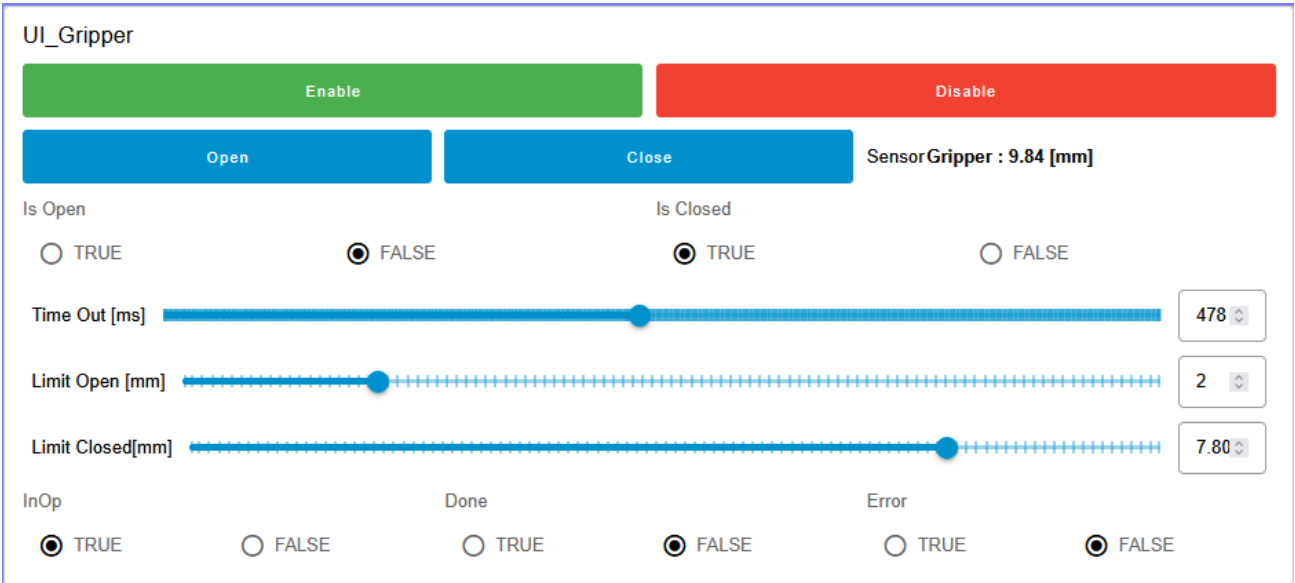 UI_Gripper
Enable Disable
Open Close SensorGripper : 9.84 [mm]
Is Open Is Closed
TRUE FALSE TRUE FALSE
Time Out [ms] 478
Limit Open [mm] 2
Limit Closed[mm] 7.80
InOp Done Error
TRUE FALSE TRUE FALSE TRUE FALSE